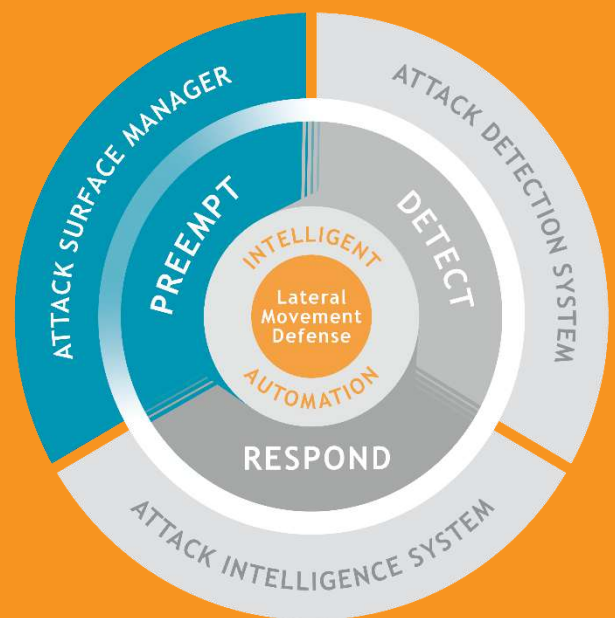 ATTACK SURFACE MANAGER
ATTACK DETECTION SYSTEM
PREEMPT
DETECT
INTELLIGENT
Lateral
Movement
Defense
AUTOMATION
RESPOND
ATTACK INTELLIGENCE SYSTEM